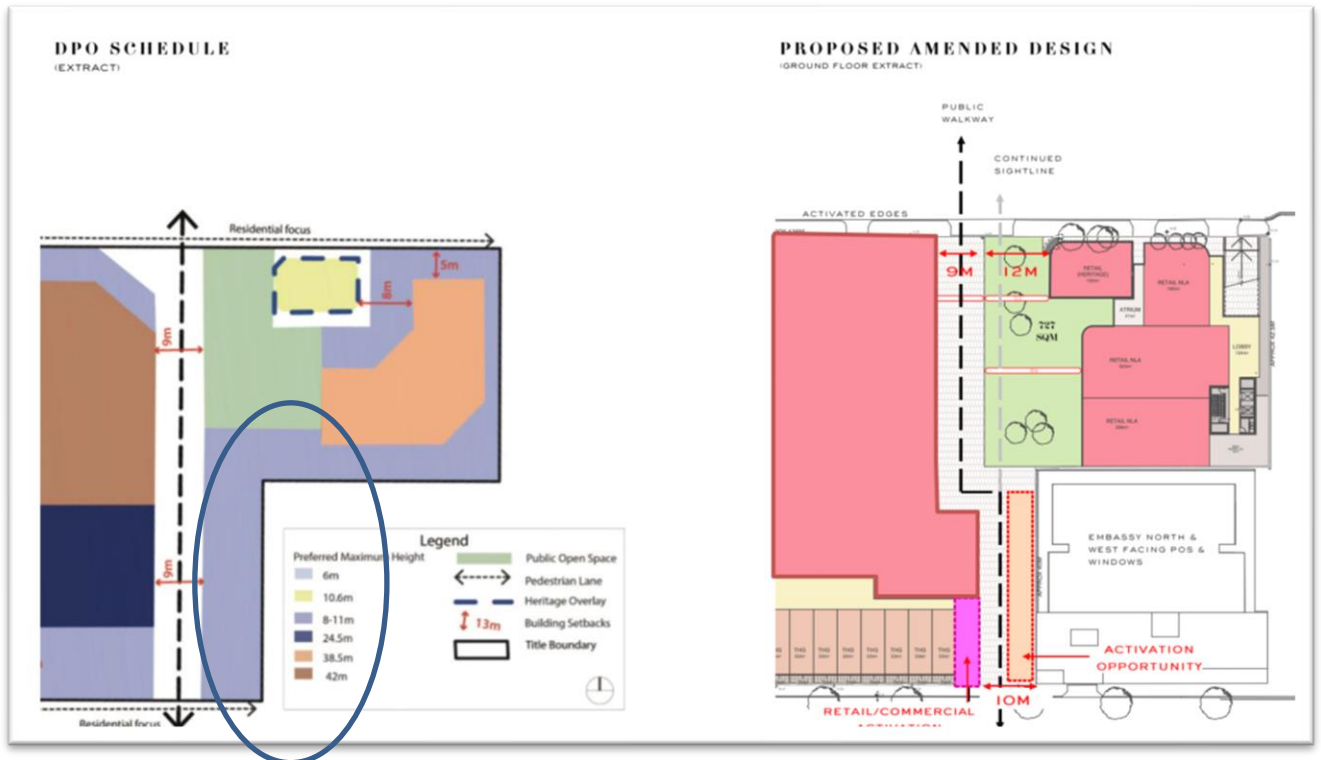 DPO SCHEDULE
(EXTRACT)
Residential focus
5m
8m
9m
9m
Legend
Preferred Maximum Height
6m
10.6m
8-11m
24.5m
38.5m
42m
Public Open Space
Pedestrian Lane
Heritage Overlay
13m
Building Setbacks
Title Boundary
Residential focus
PROPOSED AMENDED DESIGN
(GROUND FLOOR EXTRACT)
PUBLIC
WALKWAY
CONTINUED
SIGHTLINE
ACTIVATED EDGES
9M
12M
RETAIL
(HERITAGE)
RETAIL NLA
ATRIUM
727
SQM
RETAIL NLA
LOBBY
RETAIL NLA
EMBASSY NORTH &
WEST FACING POS &
WINDOWS
ACTIVATION
OPPORTUNITY
10M
RETAIL/COMMERCIAL
ACTIVATION